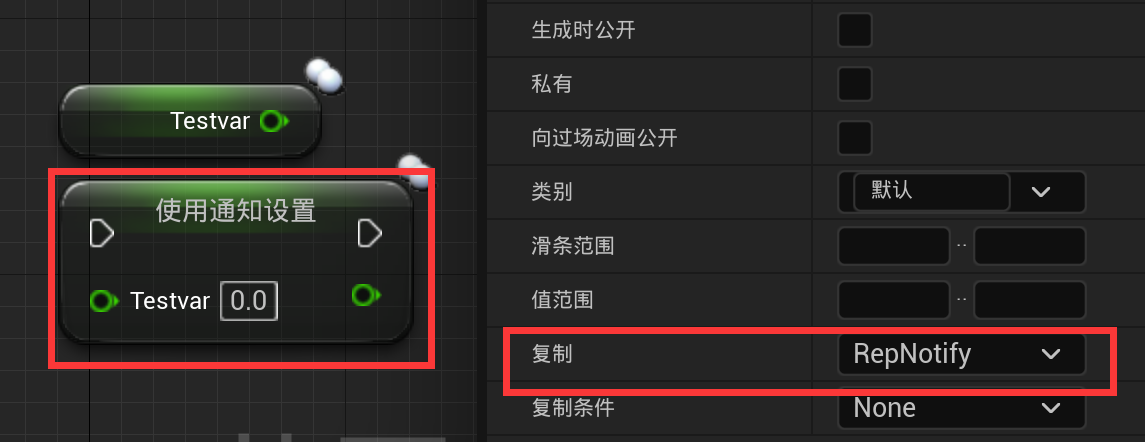 Testvar
使用通知设置
Testvar 0.0
生成时公开
私有
向过场动画公开
类别 默认
滑条范围 ..
值范围 ..
复制 RepNotify
复制条件 None